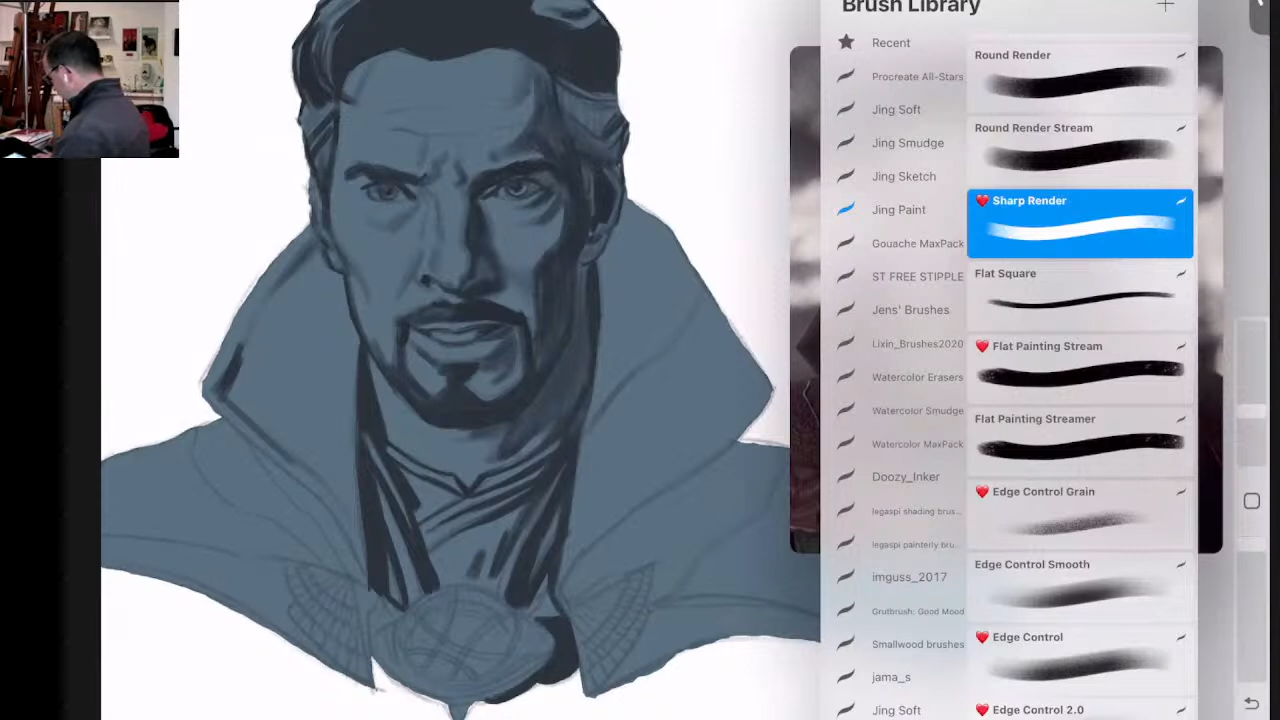 Brush Library
Recent
Procreate All-Stars
Jing Soft
Jing Smudge
Jing Sketch
Jing Paint
Gouache MaxPack
ST FREE STIPPLE
Jens' Brushes
Lixin_Brushes2020
Watercolor Erasers
Watercolor Smudge
Watercolor MaxPack
Doozy_Inker
legaspi shading brus...
legaspi painterly bru...
imguss_2017
Grutbrush: Good Mood
Smallwood brushes
jama_s
Jing Soft
Round Render
Round Render Stream
❤️ Sharp Render
Flat Square
❤️ Flat Painting Stream
Flat Painting Streamer
❤️ Edge Control Grain
Edge Control Smooth
❤️ Edge Control
❤️ Edge Control 2.0